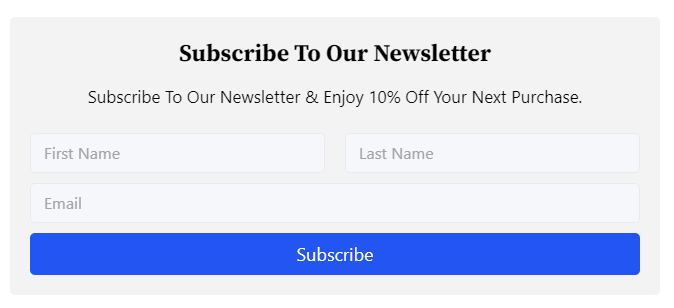 Subscribe To Our Newsletter
Subscribe To Our Newsletter & Enjoy 10% Off Your Next Purchase.
First Name
Last Name
Email
Subscribe